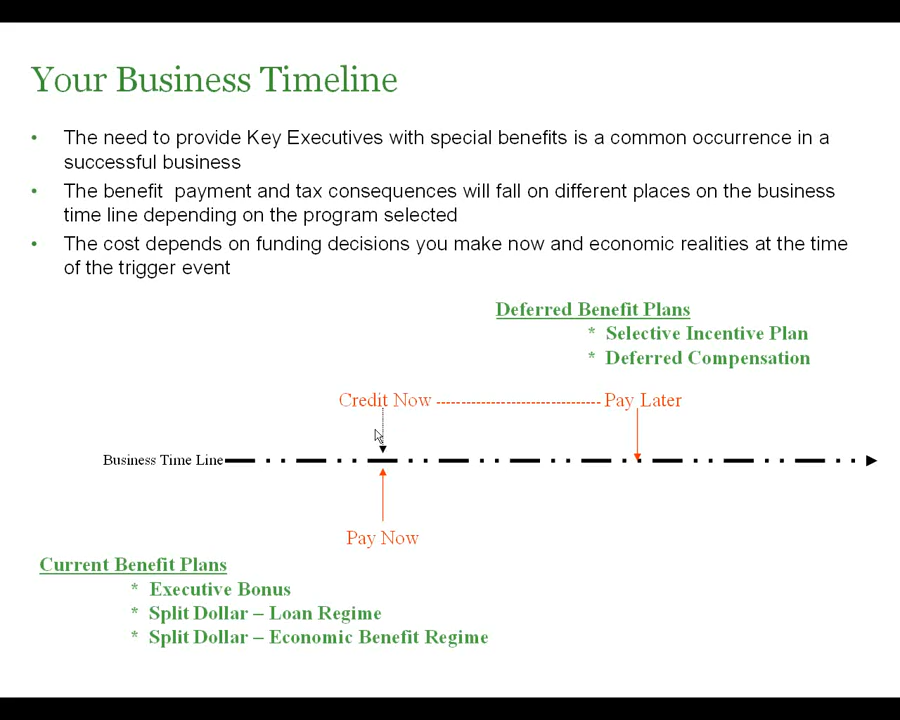 Your Business Timeline
• The need to provide Key Executives with special benefits is a common occurrence in a
successful business
• The benefit  payment and tax consequences will fall on different places on the business
time line depending on the program selected
• The cost depends on funding decisions you make now and economic realities at the time
of the trigger event
Deferred Benefit Plans
* Selective Incentive Plan
* Deferred Compensation
Credit Now --------------------------------- Pay Later
Business Time Line
Pay Now
Current Benefit Plans
* Executive Bonus
* Split Dollar – Loan Regime
* Split Dollar – Economic Benefit Regime